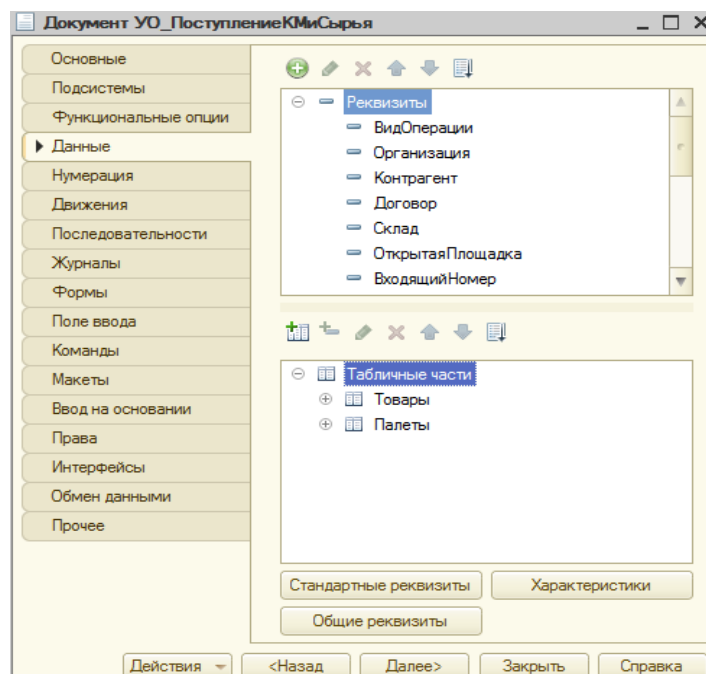 Документ УО_ПоступлениеКМиСырья
Основные
Подсистемы
Функциональные опции
Данные
Нумерация
Движения
Последовательности
Журналы
Формы
Поле ввода
Команды
Макеты
Ввод на основании
Права
Интерфейсы
Обмен данными
Прочее
Реквизиты
ВидОперации
Организация
Контрагент
Договор
Склад
ОткрытаяПлощадка
ВходящийНомер
Табличные части
Товары
Палеты
Стандартные реквизиты
Характеристики
Общие реквизиты
Действия
<Назад
Далее>
Закрыть
Справка